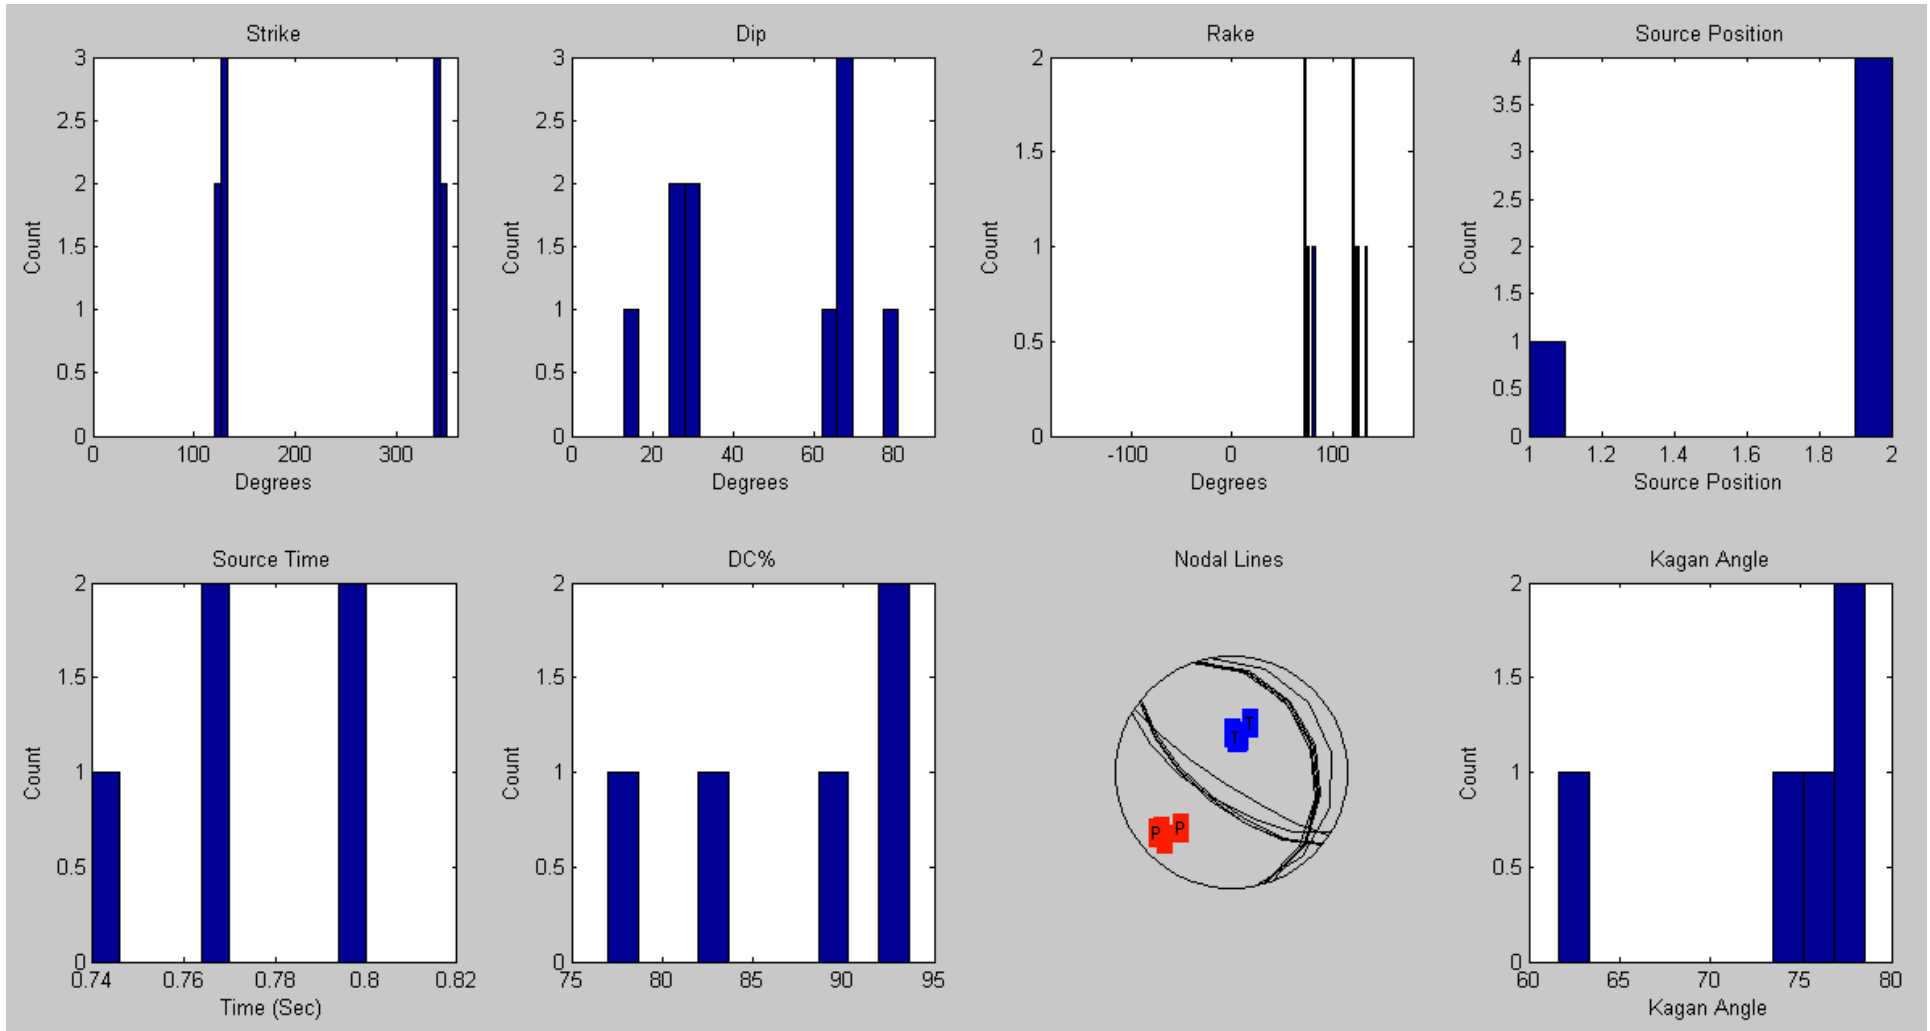 Strike
3
2.5
2
1.5
1
0.5
0
Count
0 100 200 300
Degrees
Dip
3
2.5
2
1.5
1
0.5
0
Count
0 20 40 60 80
Degrees
Rake
2
1.5
1
0.5
0
Count
-100 0 100
Degrees
Source Position
4
3.5
3
2.5
2
1.5
1
0.5
0
Count
1 1.2 1.4 1.6 1.8 2
Source Position
Source Time
2
1.5
1
0.5
0
Count
0.74 0.76 0.78 0.8 0.82
Time (Sec)
DC%
2
1.5
1
0.5
0
Count
75 80 85 90 95
Nodal Lines
T
T
P P
Kagan Angle
2
1.5
1
0.5
0
Count
60 65 70 75 80
Kagan Angle